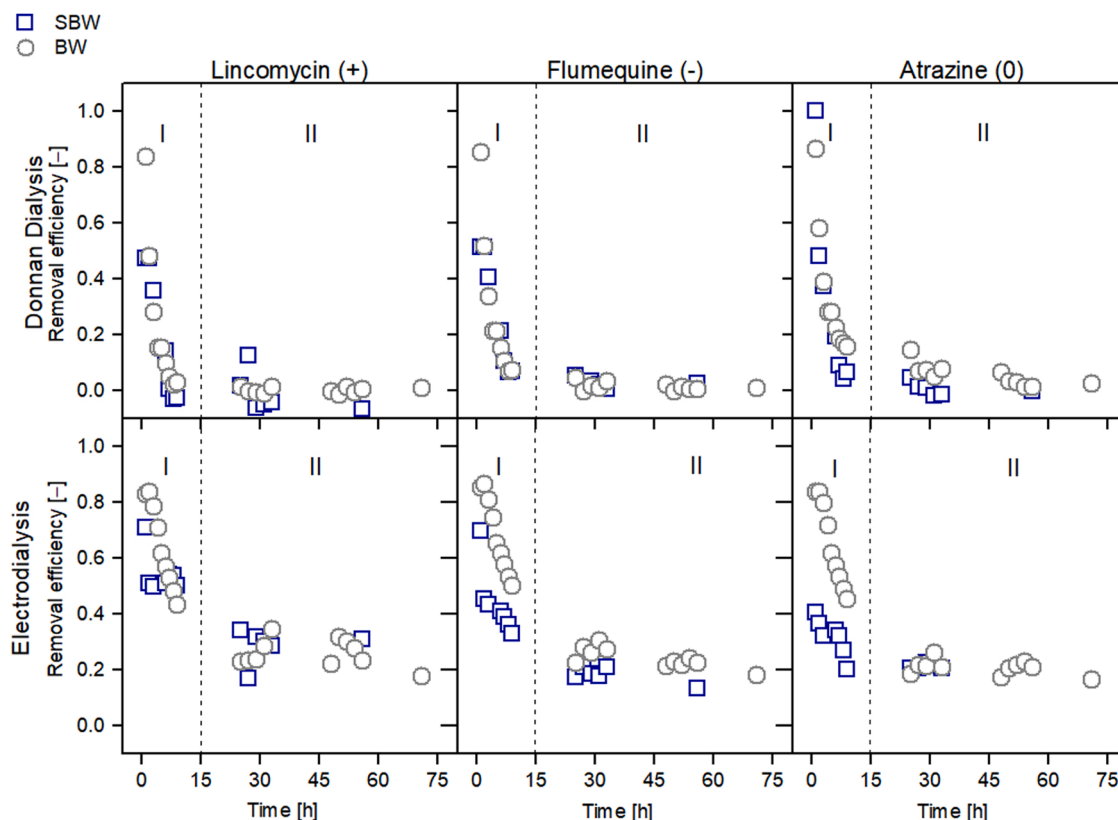 SBW
BW
Lincomycin (+)
Flumequine (-)
Atrazine (0)
Donnan Dialysis
Removal efficiency [−]
1.0
0.8
0.6
0.4
0.2
0.0
I
II
I
II
I
II
Electrodialysis
Removal efficiency [−]
1.0
0.8
0.6
0.4
0.2
0.0
I
II
I
II
I
II
0 15 30 45 60 75
0 15 30 45 60 75
0 15 30 45 60 75
Time [h]
Time [h]
Time [h]